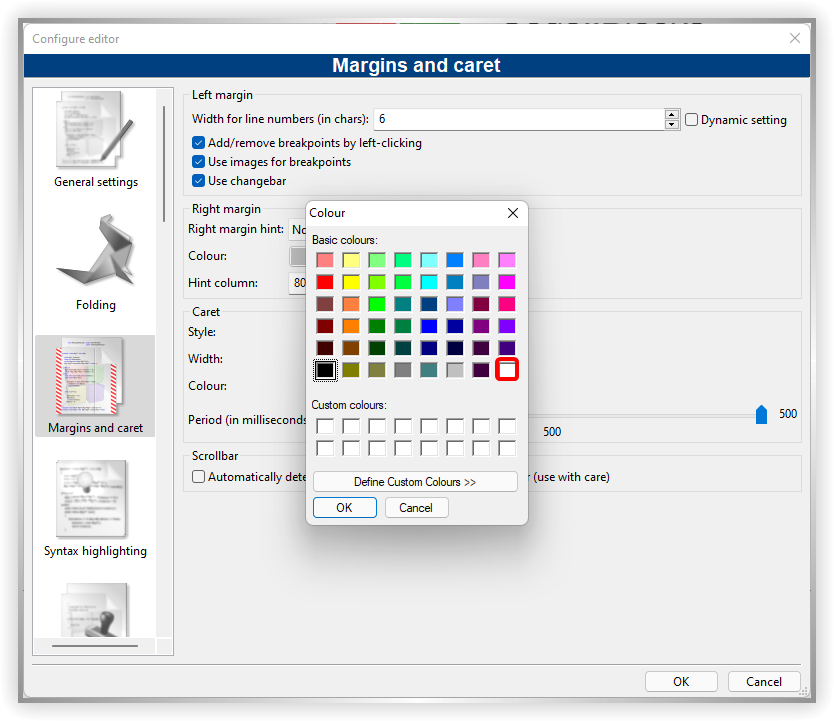 Configure editor
Margins and caret
Left margin
Width for line numbers (in chars): 6 Dynamic setting
Add/remove breakpoints by left-clicking
Use images for breakpoints
Use changebar
General settings
Right margin
Right margin hint: No
Colour:
Hint column: 80
Folding
Caret
Style:
Width:
Colour:
Period (in milliseconds 500
500
Margins and caret
Scrollbar
Automatically dete r (use with care)
Syntax highlighting
Colour
Basic colours:
Custom colours:
Define Custom Colours >>
OK Cancel
OK Cancel